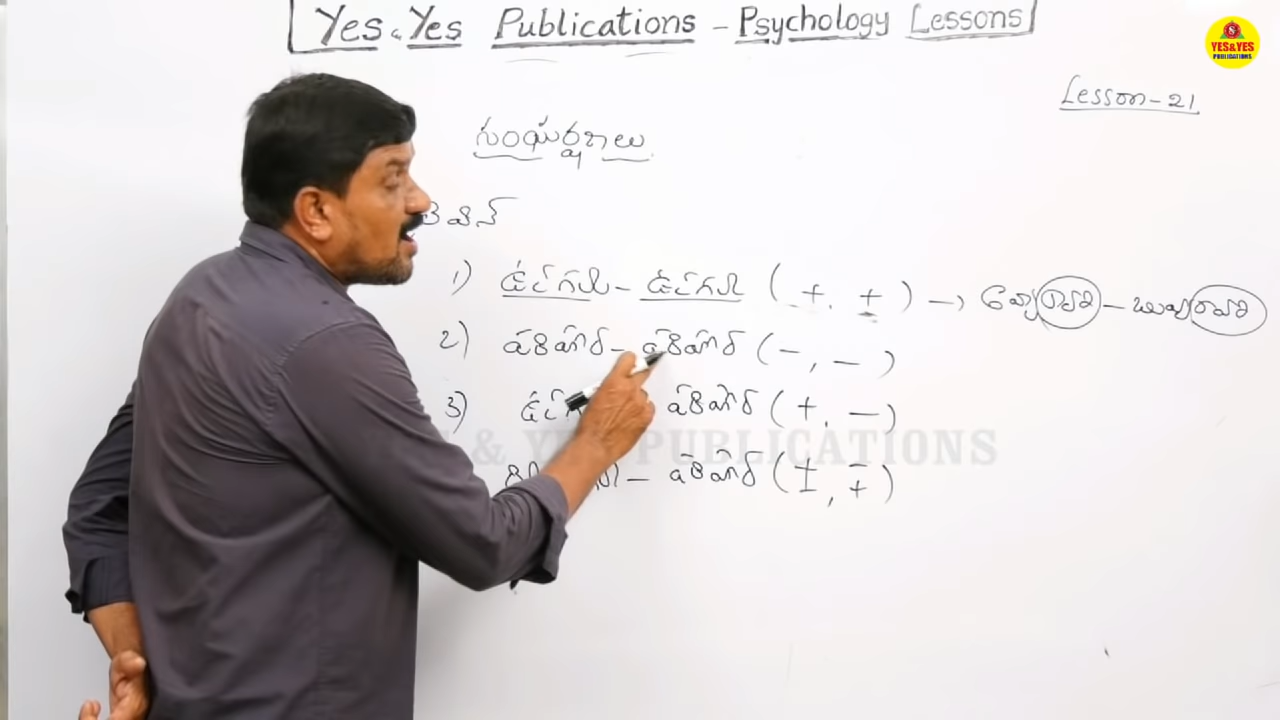 Yes & Yes Publications - Psychology Lessons
YES&YES
PUBLICATIONS
Lesson-21
సంఘర్షణలు
లెవిన్
1) ఉపగమ - ఉపగమ ( +, + ) →
2) పరిహార - పరిహార ( -, - )
3) పరిహార ( +, - )
- పరిహార ( ±, ∓ )
YES & YES PUBLICATIONS